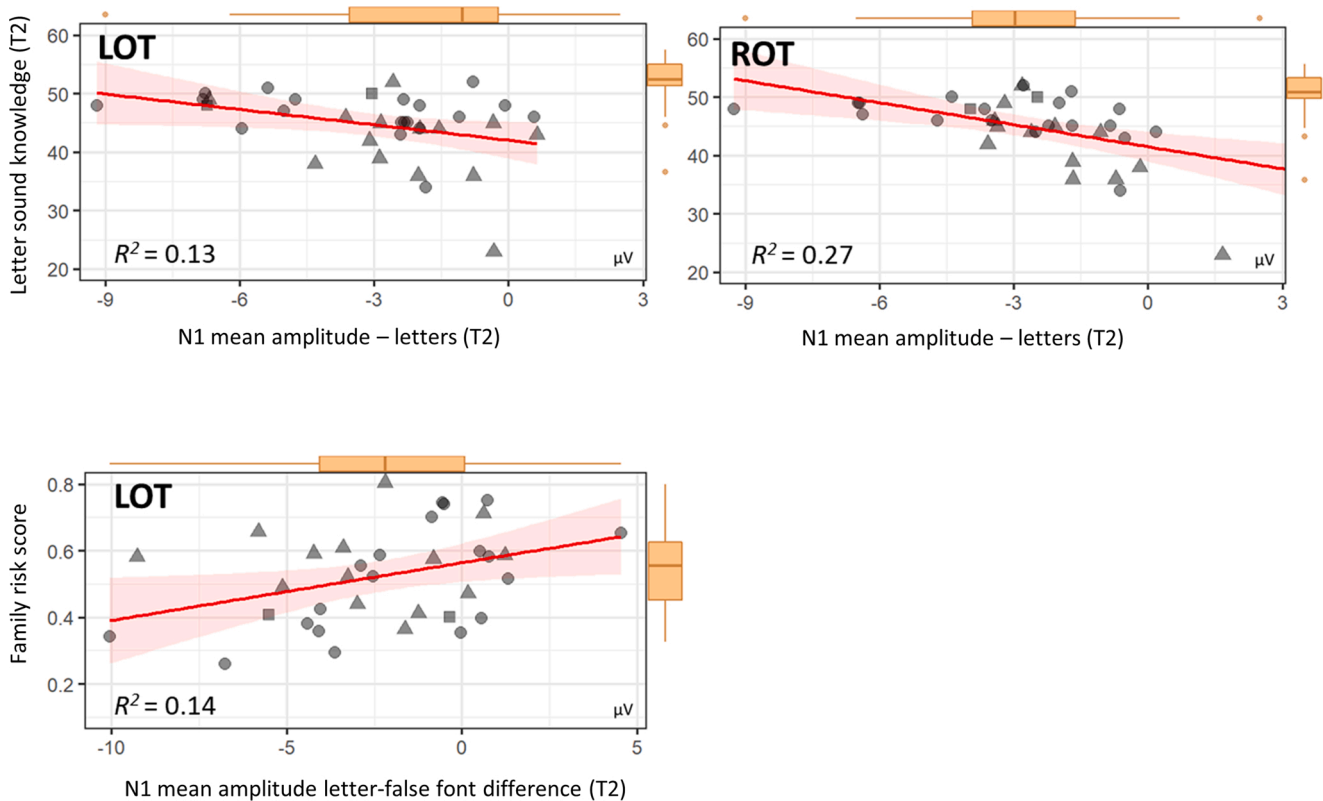 Letter sound knowledge (T2)
60
50
40
30
20
LOT
R² = 0.13
µV
-9
-6
-3
0
3
N1 mean amplitude – letters (T2)
60
50
40
30
20
ROT
R² = 0.27
µV
-9
-6
-3
0
3
N1 mean amplitude – letters (T2)
Family risk score
0.8
0.6
0.4
0.2
LOT
R² = 0.14
µV
-10
-5
0
5
N1 mean amplitude letter-false font difference (T2)